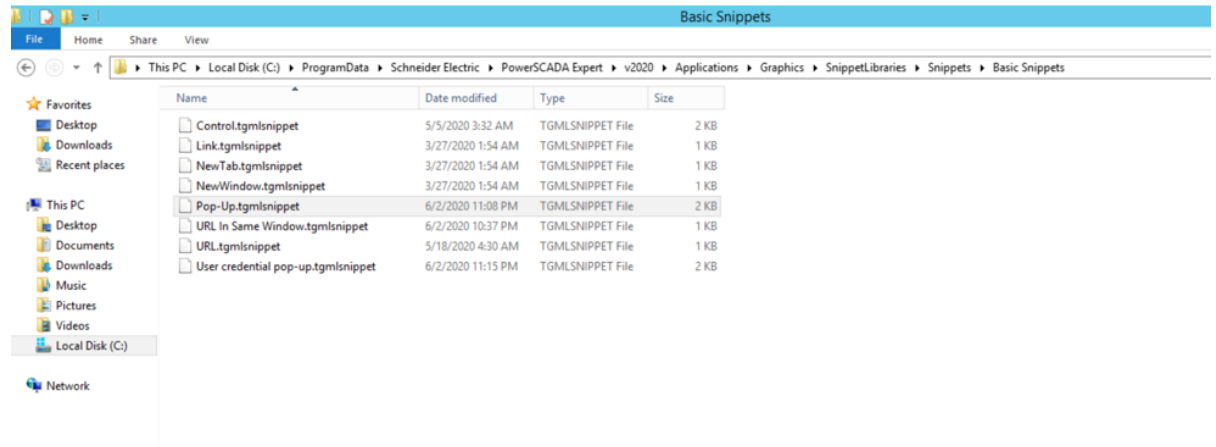 Basic Snippets
File Home Share View
This PC Local Disk (C:) ProgramData Schneider Electric PowerSCADA Expert v2020 Applications Graphics SnippetLibraries Snippets Basic Snippets
Favorites
Desktop
Downloads
Recent places
This PC
Desktop
Documents
Downloads
Music
Pictures
Videos
Local Disk (C:)
Network
Name Date modified Type Size
Control.tgmlsnippet 5/5/2020 3:32 AM TGMLSNIPPET File 2 KB
Link.tgmlsnippet 3/27/2020 1:54 AM TGMLSNIPPET File 1 KB
NewTab.tgmlsnippet 3/27/2020 1:54 AM TGMLSNIPPET File 1 KB
NewWindow.tgmlsnippet 3/27/2020 1:54 AM TGMLSNIPPET File 1 KB
Pop-Up.tgmlsnippet 6/2/2020 11:08 PM TGMLSNIPPET File 2 KB
URL In Same Window.tgmlsnippet 6/2/2020 10:37 PM TGMLSNIPPET File 1 KB
URL.tgmlsnippet 5/18/2020 4:30 AM TGMLSNIPPET File 1 KB
User credential pop-up.tgmlsnippet 6/2/2020 11:15 PM TGMLSNIPPET File 2 KB